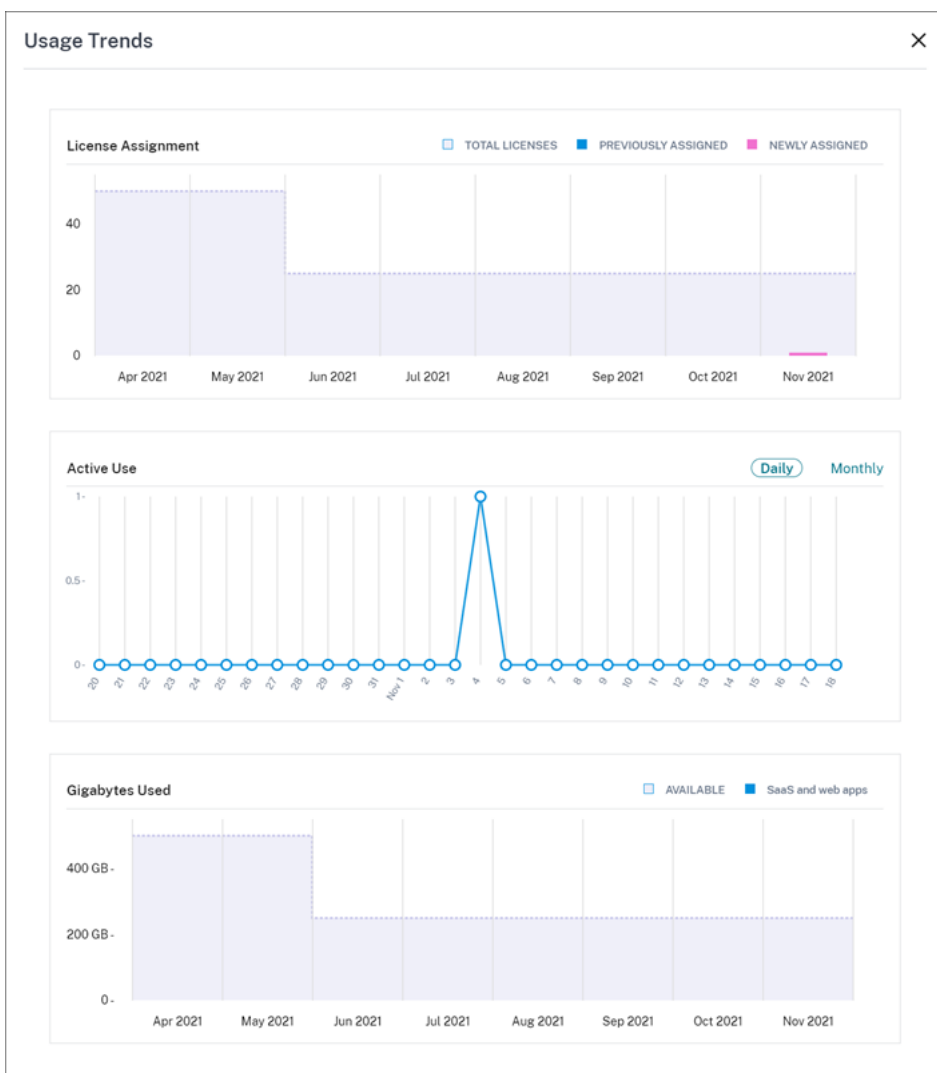 Usage Trends
License Assignment TOTAL LICENSES PREVIOUSLY ASSIGNED NEWLY ASSIGNED
40
20
0
Apr 2021 May 2021 Jun 2021 Jul 2021 Aug 2021 Sep 2021 Oct 2021 Nov 2021
Active Use Daily Monthly
1
0.5
0
20 21 22 23 24 25 26 27 28 29 30 31 Nov 1 2 3 4 5 6 7 8 9 10 11 12 13 14 15 16 17 18
Gigabytes Used AVAILABLE SaaS and web apps
400 GB
200 GB
0
Apr 2021 May 2021 Jun 2021 Jul 2021 Aug 2021 Sep 2021 Oct 2021 Nov 2021